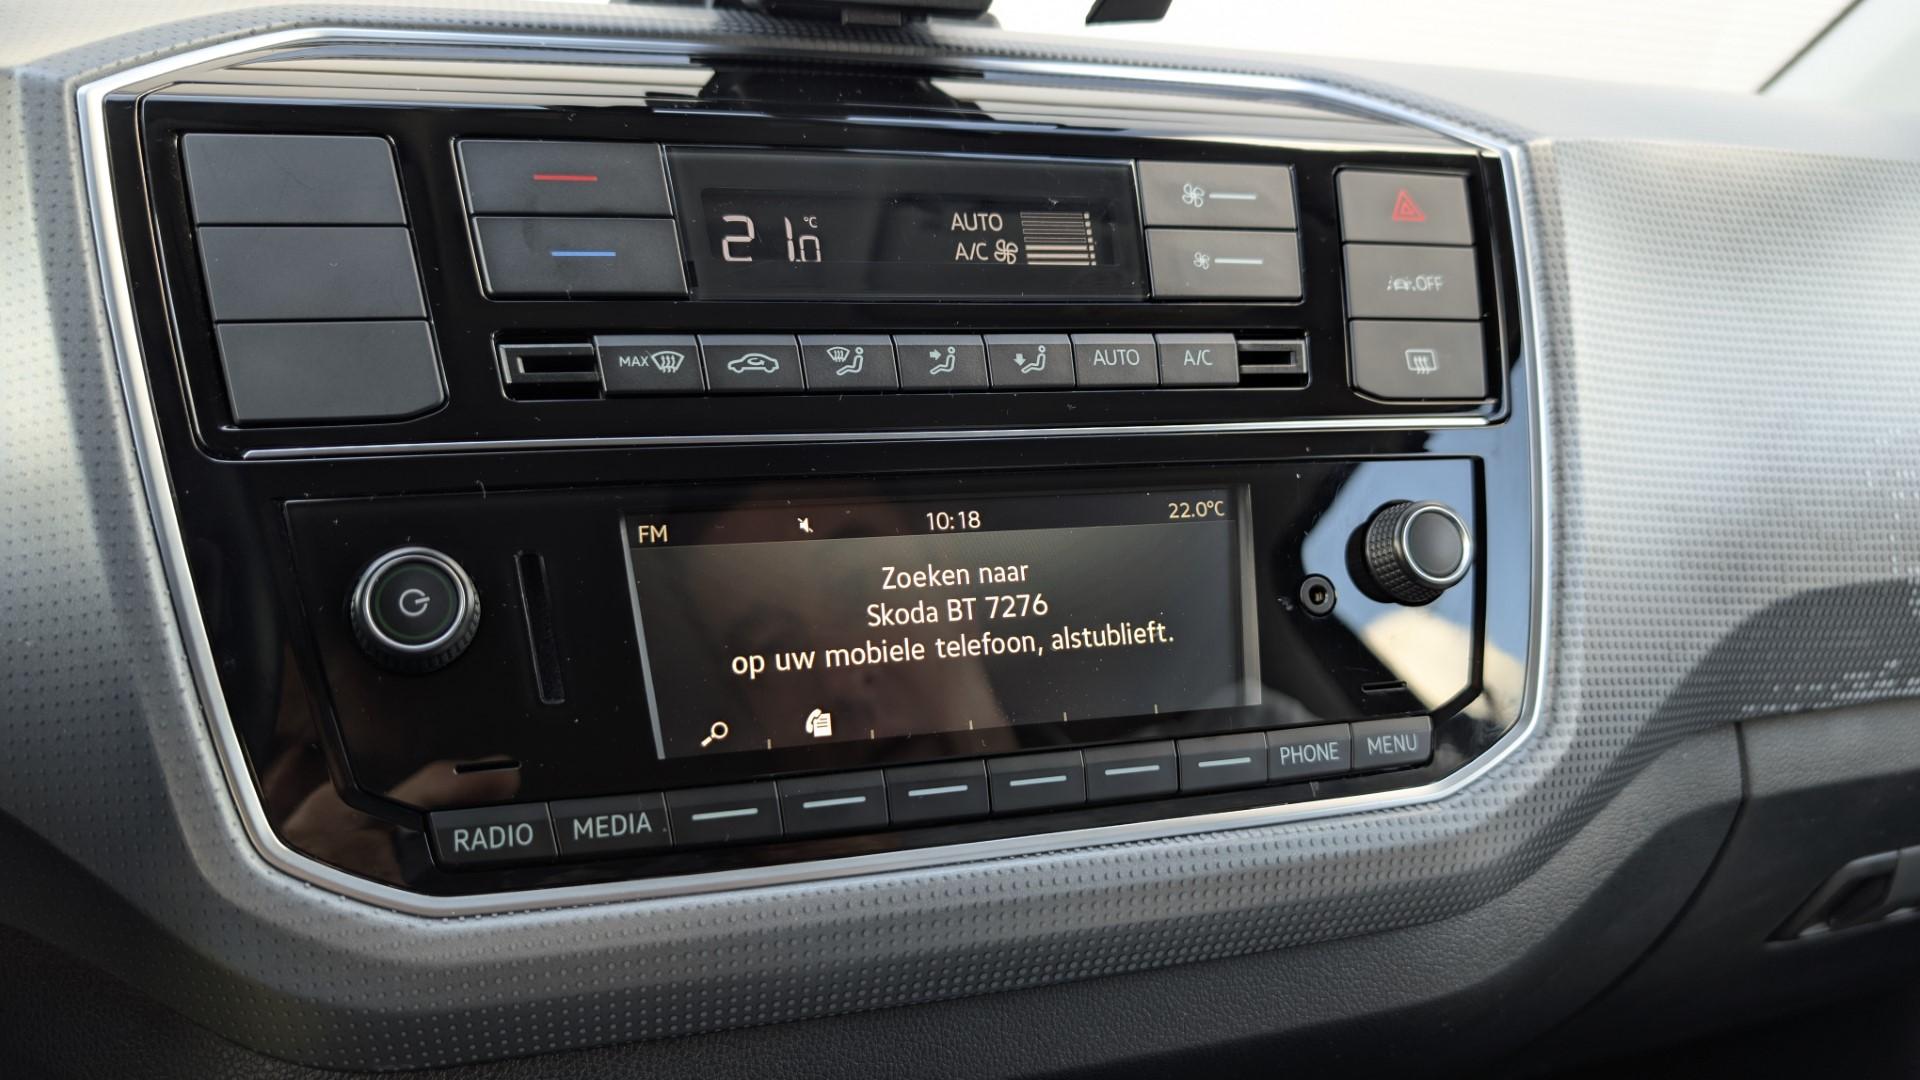 21.0 °C
AUTO
A/C
OFF
MAX
AUTO
A/C
FM 10:18 22.0°C
Zoeken naar
Skoda BT 7276
op uw mobiele telefoon, alstublieft.
RADIO MEDIA PHONE MENU